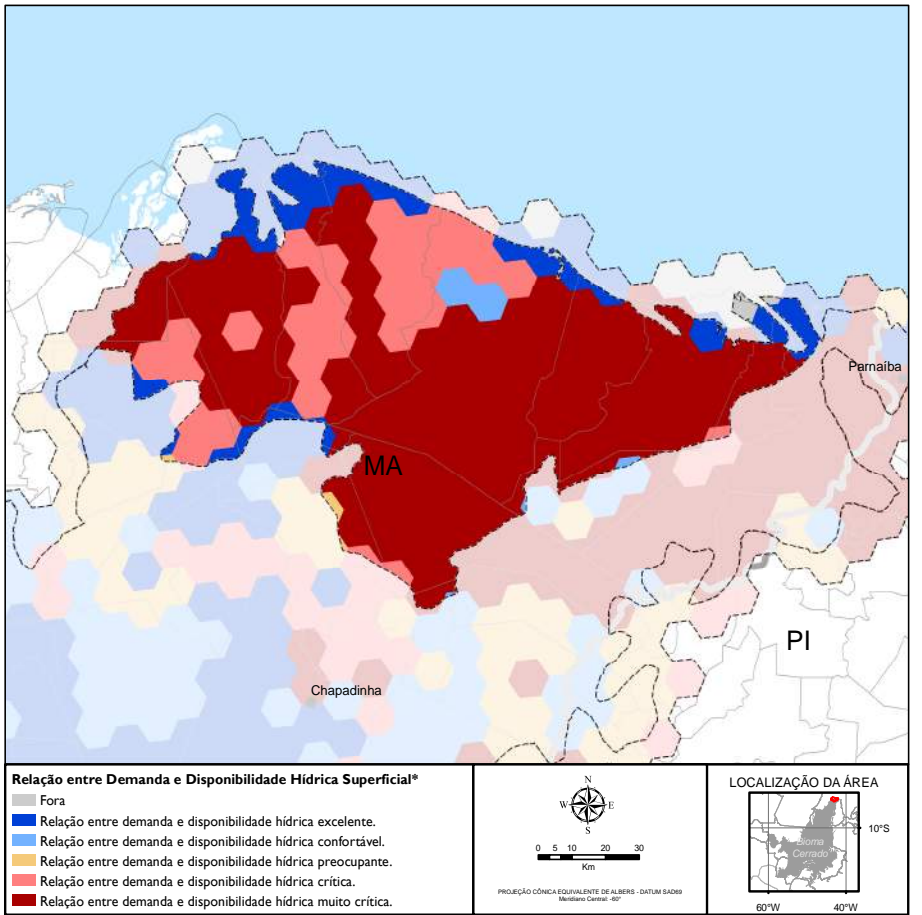 Parnaíba
MA
PI
Chapadinha
Relação entre Demanda e Disponibilidade Hídrica Superficial*
Fora
Relação entre demanda e disponibilidade hídrica excelente.
Relação entre demanda e disponibilidade hídrica confortável.
Relação entre demanda e disponibilidade hídrica preocupante.
Relação entre demanda e disponibilidade hídrica crítica.
Relação entre demanda e disponibilidade hídrica muito crítica.
N
W E
S
0 5 10 20 30
Km
PROJEÇÃO CÔNICA EQUIVALENTE DE ALBERS - DATUM SAD69
Meridiano Central: -60°
LOCALIZAÇÃO DA ÁREA
10°S
Bioma
Cerrado
60°W 40°W